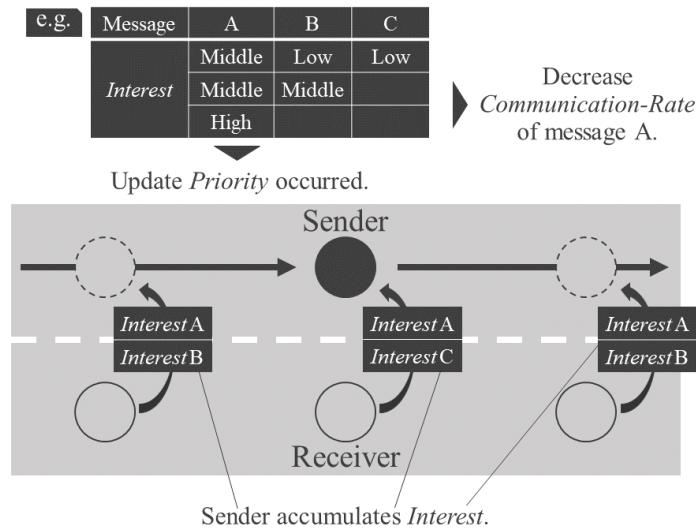 e.g.
Message A B C
Interest
Middle Low Low
Middle Middle
High
Decrease
Communication-Rate
of message A.
Update Priority occurred.
Sender
Interest A
Interest B
Interest A
Interest C
Interest A
Interest B
Receiver
Sender accumulates Interest.